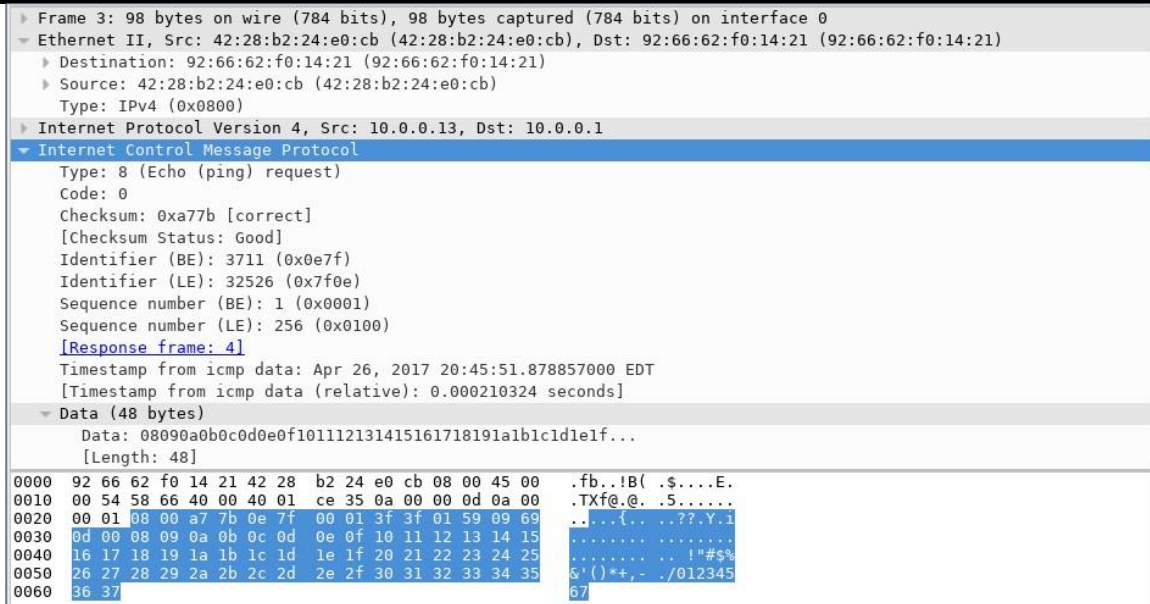 Frame 3: 98 bytes on wire (784 bits), 98 bytes captured (784 bits) on interface 0
Ethernet II, Src: 42:28:b2:24:e0:cb (42:28:b2:24:e0:cb), Dst: 92:66:62:f0:14:21 (92:66:62:f0:14:21)
Destination: 92:66:62:f0:14:21 (92:66:62:f0:14:21)
Source: 42:28:b2:24:e0:cb (42:28:b2:24:e0:cb)
Type: IPv4 (0x0800)
Internet Protocol Version 4, Src: 10.0.0.13, Dst: 10.0.0.1
Internet Control Message Protocol
Type: 8 (Echo (ping) request)
Code: 0
Checksum: 0xa77b [correct]
[Checksum Status: Good]
Identifier (BE): 3711 (0x0e7f)
Identifier (LE): 32526 (0x7f0e)
Sequence number (BE): 1 (0x0001)
Sequence number (LE): 256 (0x0100)
[Response frame: 4]
Timestamp from icmp data: Apr 26, 2017 20:45:51.878857000 EDT
[Timestamp from icmp data (relative): 0.000210324 seconds]
Data (48 bytes)
Data: 08090a0b0c0d0e0f101112131415161718191a1b1c1d1e1f...
[Length: 48]
0000 92 66 62 f0 14 21 42 28 b2 24 e0 cb 08 00 45 00 .fb..!B( .$....E.
0010 00 54 58 66 40 00 40 01 ce 35 0a 00 00 0d 0a 00 .TXf@.@. .5......
0020 00 01 08 00 a7 7b 0e 7f 00 01 3f 3f 01 59 09 69 .....{.. ..??.Y.i
0030 0d 00 08 09 0a 0b 0c 0d 0e 0f 10 11 12 13 14 15 ........ ........
0040 16 17 18 19 1a 1b 1c 1d 1e 1f 20 21 22 23 24 25 ........ .. !"#$%
0050 26 27 28 29 2a 2b 2c 2d 2e 2f 30 31 32 33 34 35 &'()*+,- ./012345
0060 36 37 67